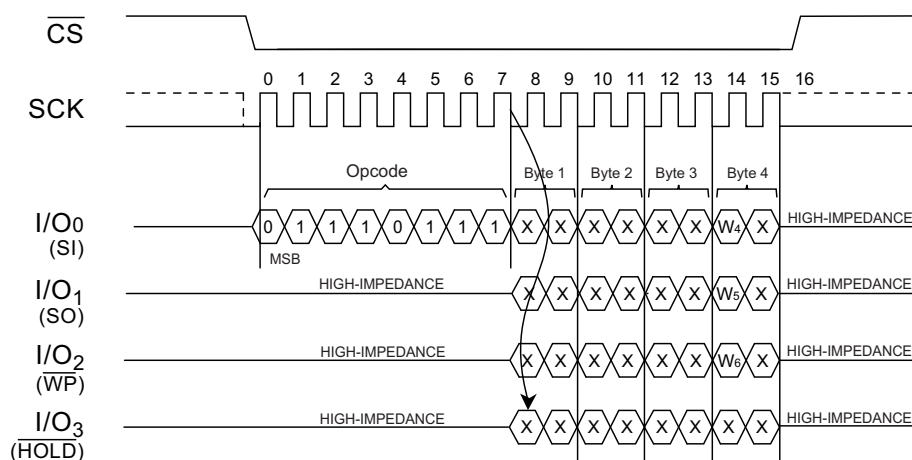 CS
0 1 2 3 4 5 6 7 8 9 10 11 12 13 14 15 16
SCK
Opcode Byte 1 Byte 2 Byte 3 Byte 4
I/O0 0 1 1 1 0 1 1 1 X X X X X X W4 X HIGH-IMPEDANCE
(SI)
MSB
I/O1 HIGH-IMPEDANCE X X X X X X W5 X HIGH-IMPEDANCE
(SO)
I/O2 HIGH-IMPEDANCE X X X X X X W6 X HIGH-IMPEDANCE
(WP)
I/O3 HIGH-IMPEDANCE X X X X X X X X HIGH-IMPEDANCE
(HOLD)